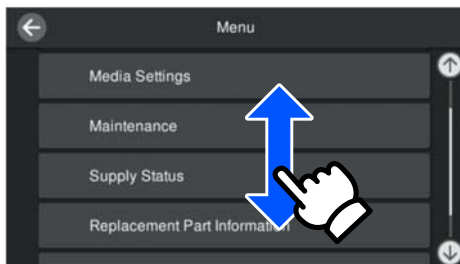 Menu
Media Settings
Maintenance
Supply Status
Replacement Part Information